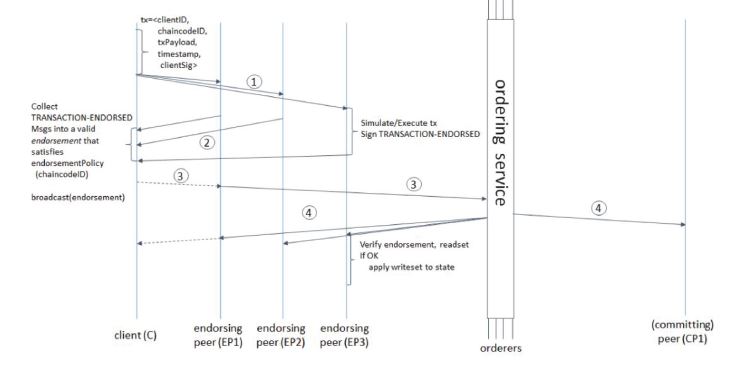 tx=<clientID,
chaincodeID,
txPayload,
timestamp,
clientSig>
1
Collect
TRANSACTION-ENDORSED
Msgs into a valid
endorsement that
satisfies
endorsementPolicy
(chaincodeID)
2
Simulate/Execute tx
Sign TRANSACTION-ENDORSED
3
3
broadcast(endorsement)
4
4
Verify endorsement, readset
If OK
apply writeset to state
ordering service
client (C)
endorsing
peer (EP1)
endorsing
peer (EP2)
endorsing
peer (EP3)
orderers
(committing)
peer (CP1)